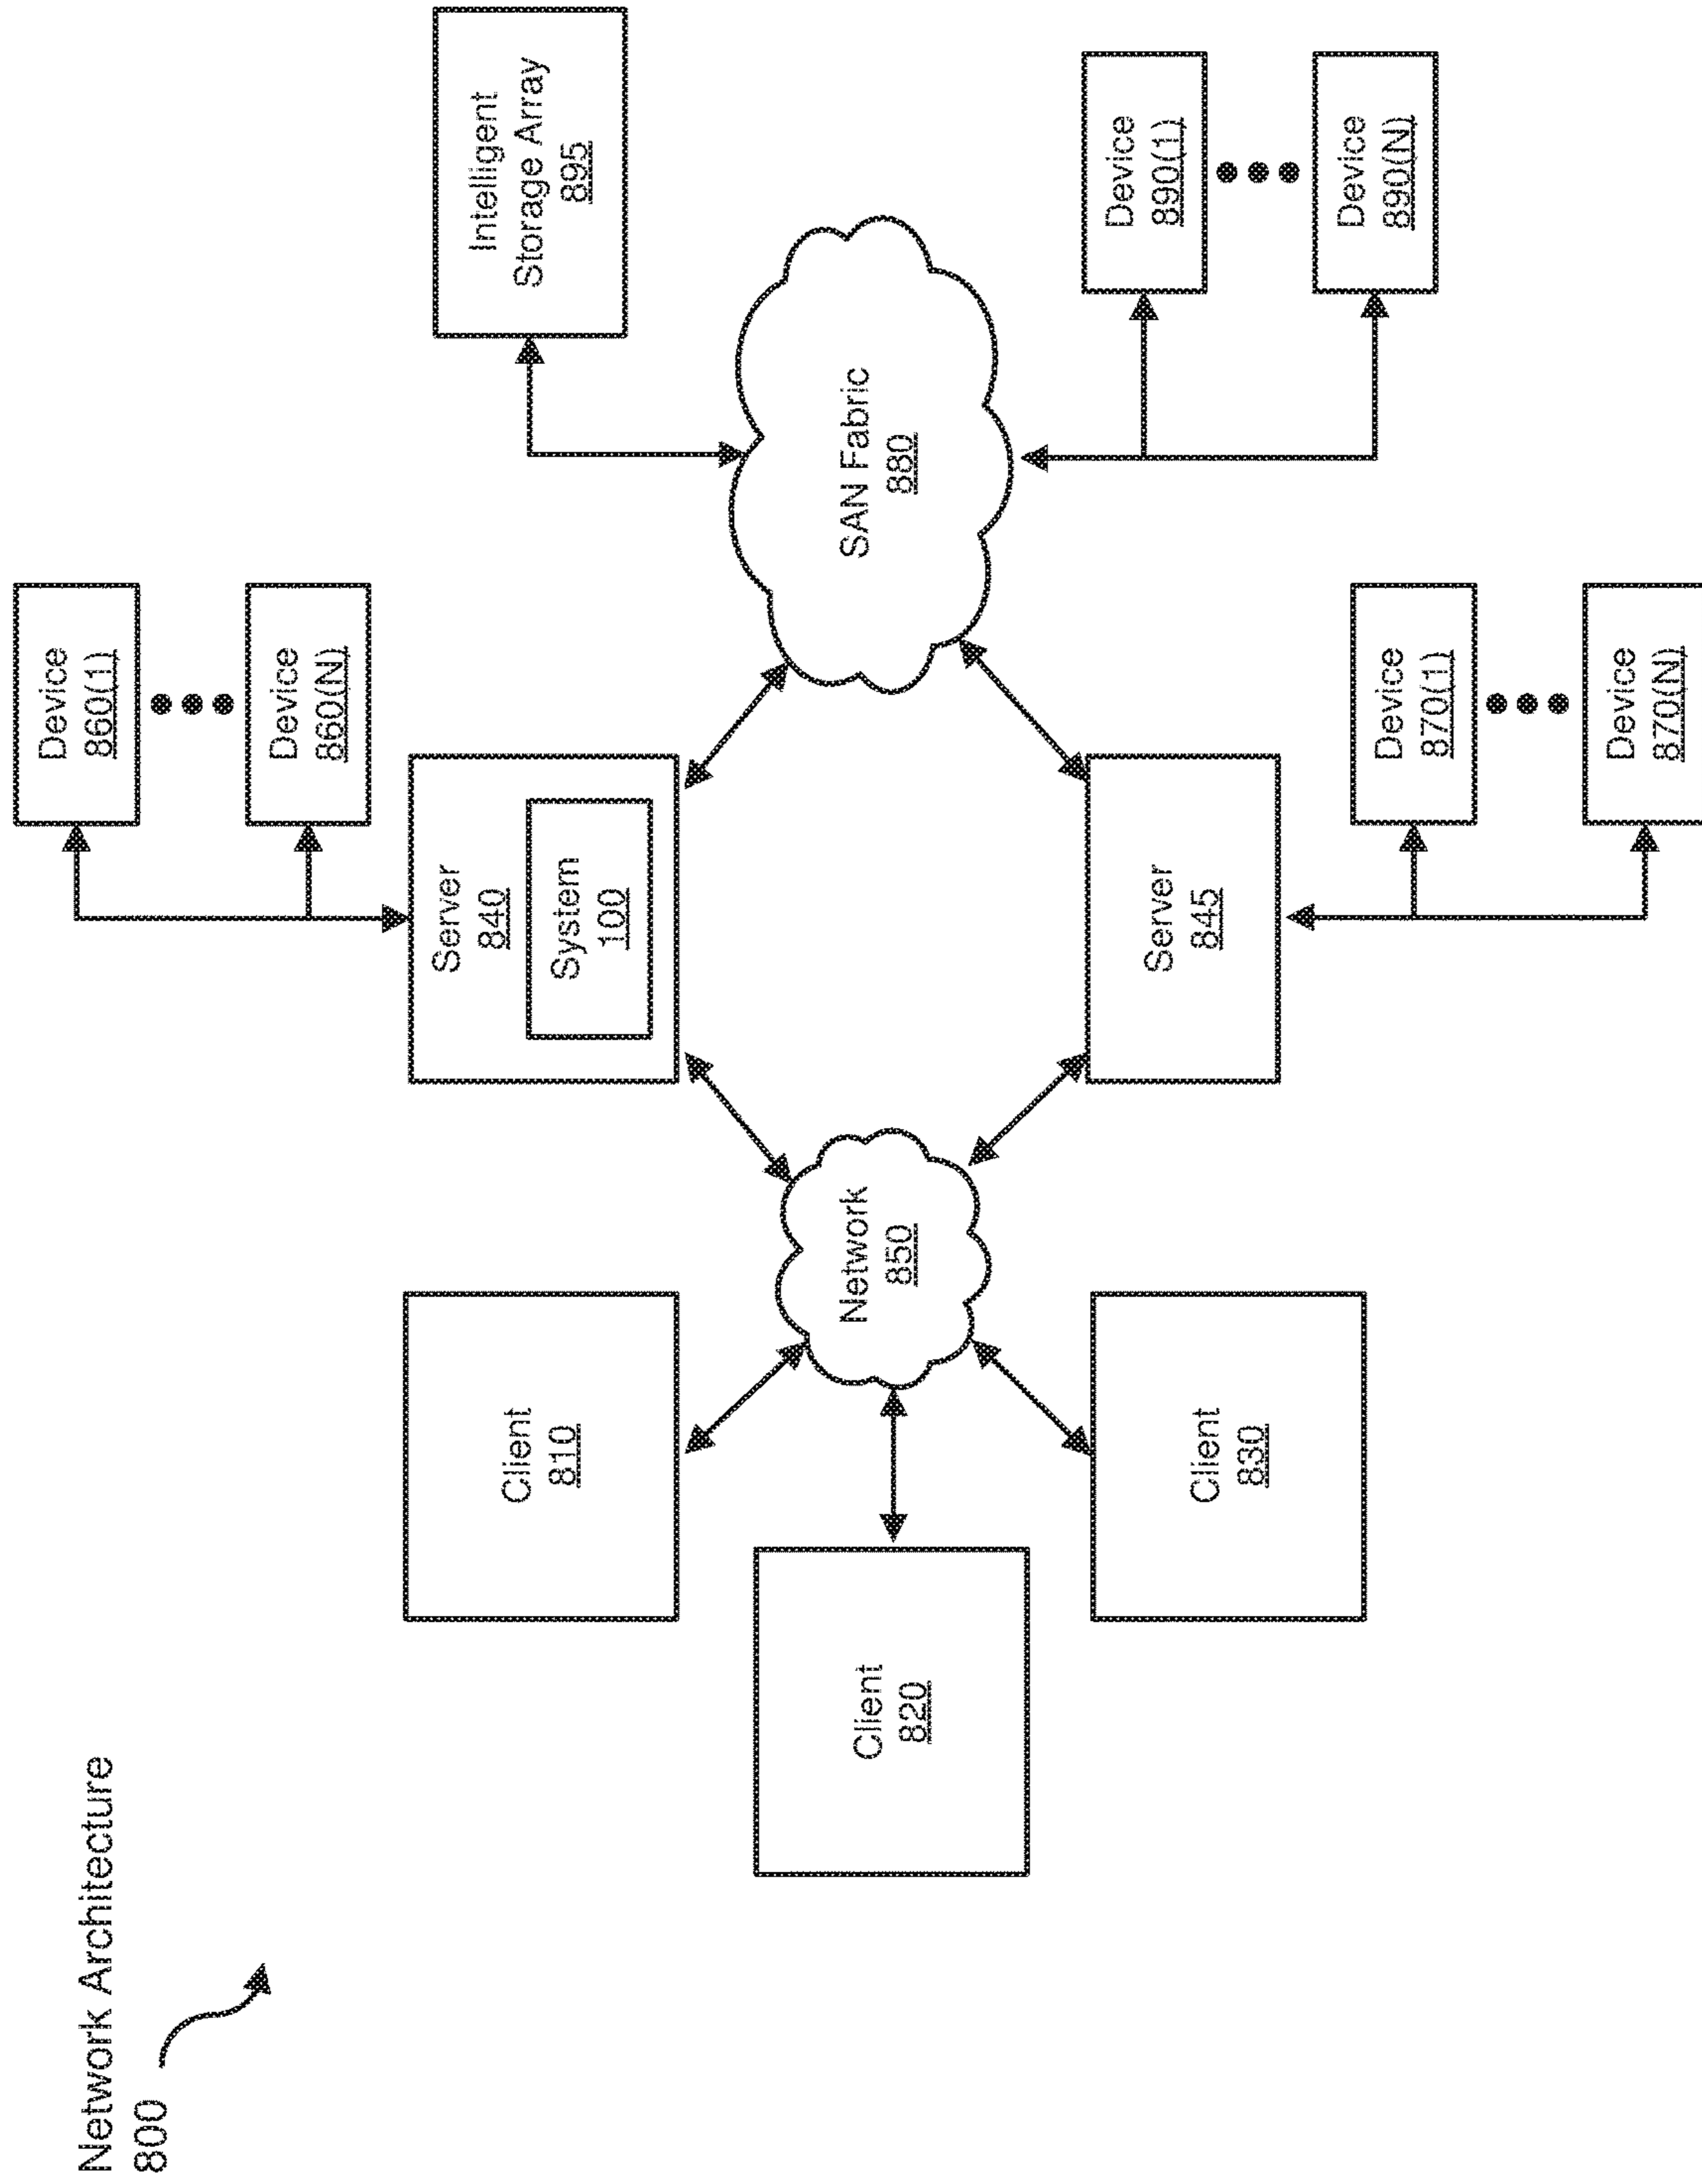 Network Architecture
800
Client
810
Client
820
Client
830
Network
850
Server
840
System
100
Server
845
Device
860(1)
Device
860(N)
Device
870(1)
Device
870(N)
SAN Fabric
880
Intelligent
Storage Array
895
Device
890(1)
Device
890(N)